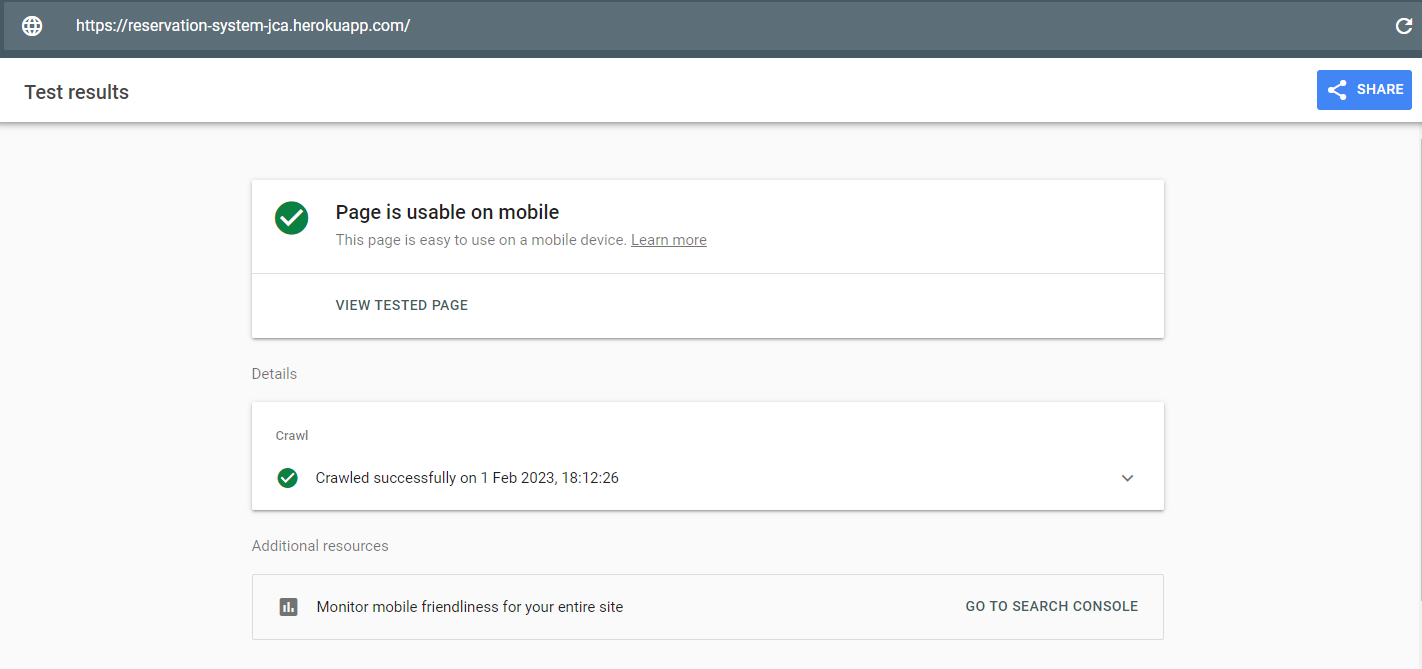 https://reservation-system-jca.herokuapp.com/
Test results
SHARE
Page is usable on mobile
This page is easy to use on a mobile device. Learn more
VIEW TESTED PAGE
Details
Crawl
Crawled successfully on 1 Feb 2023, 18:12:26
Additional resources
Monitor mobile friendliness for your entire site
GO TO SEARCH CONSOLE